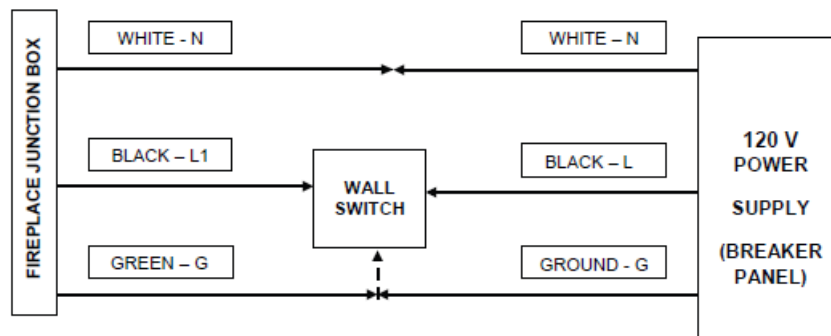 FIREPLACE JUNCTION BOX
WHITE - N
WHITE – N
BLACK – L1
BLACK – L
WALL
SWITCH
GREEN – G
GROUND - G
120 V
POWER
SUPPLY
(BREAKER
PANEL)